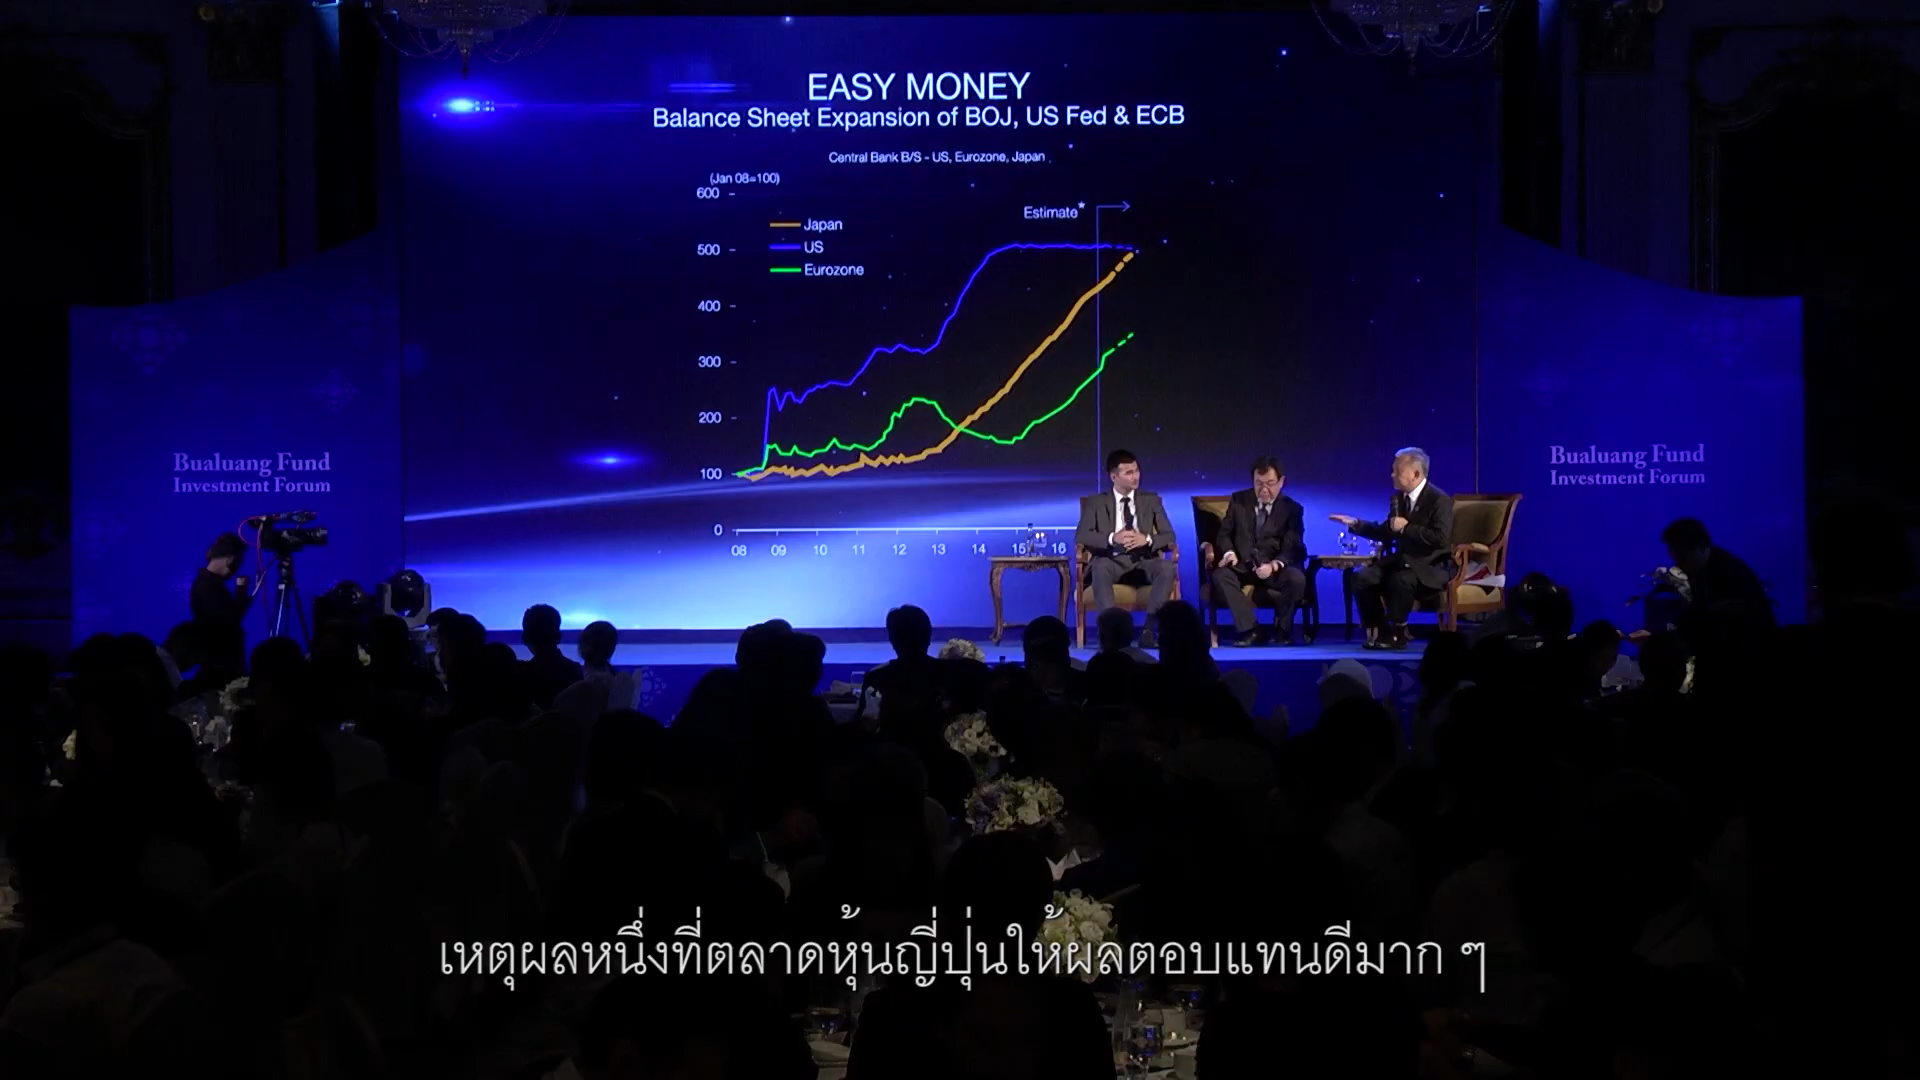 EASY MONEY
Balance Sheet Expansion of BOJ, US Fed & ECB
Central Bank B/S - US, Eurozone, Japan
(Jan 08=100)
600
Estimate*
Japan
500
US
Eurozone
400
300
200
100
0
08 09 10 11 12 13 14 15 16
Bualuang Fund
Investment Forum
Bualuang Fund
Investment Forum
เหตุผลหนึ่งที่ตลาดหุ้นญี่ปุ่นให้ผลตอบแทนดีมาก ๆ